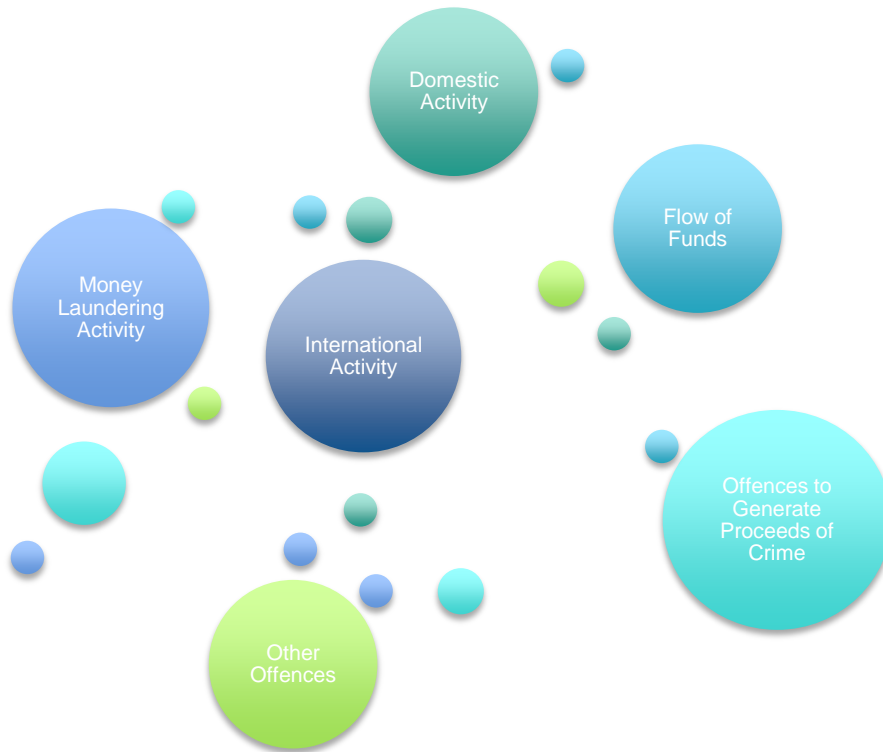 Domestic
Activity
Flow of
Funds
Money
Laundering
Activity
International
Activity
Offences to
Generate
Proceeds of
Crime
Other
Offences